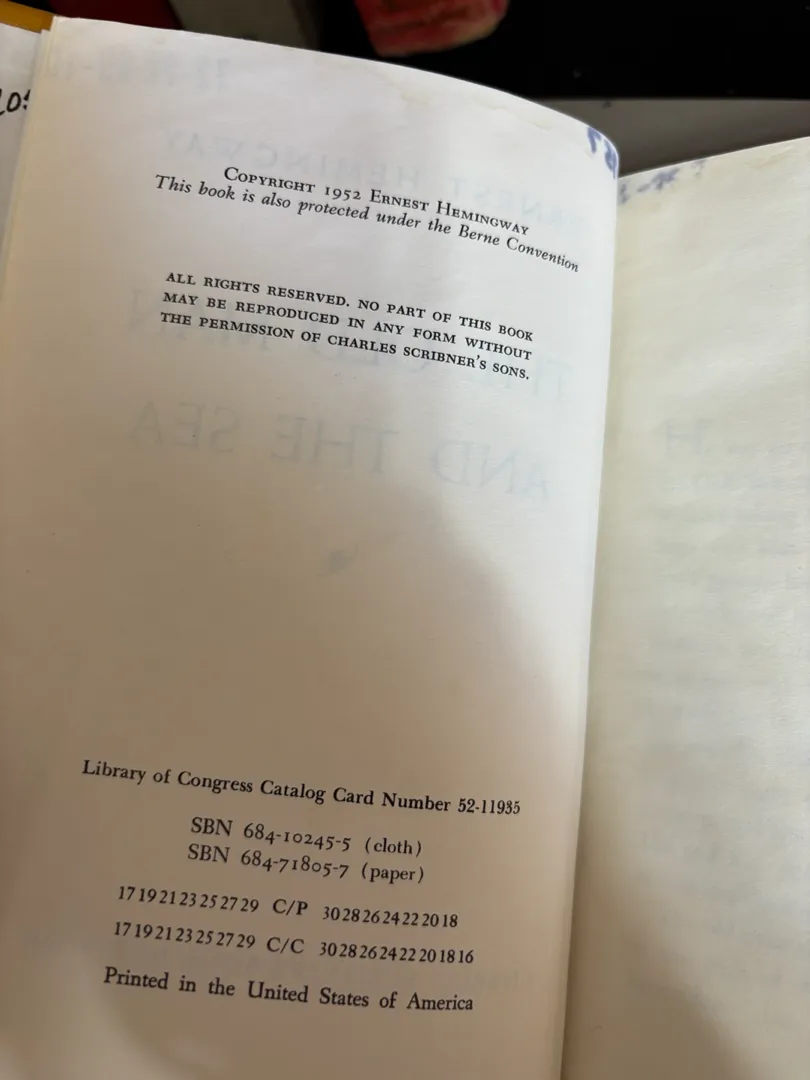 COPYRIGHT 1952 ERNEST HEMINGWAY
This book is also protected under the Berne Convention
ALL RIGHTS RESERVED. NO PART OF THIS BOOK
MAY BE REPRODUCED IN ANY FORM WITHOUT
THE PERMISSION OF CHARLES SCRIBNER'S SONS.
AND THE SEA
Library of Congress Catalog Card Number 52-11935
SBN 684-10245-5 (cloth)
SBN 684-71805-7 (paper)
17 19 21 23 25 27 29 C/P 30 28 26 24 22 20 18
17 19 21 23 25 27 29 C/C 30 28 26 24 22 20 18 16
Printed in the United States of America